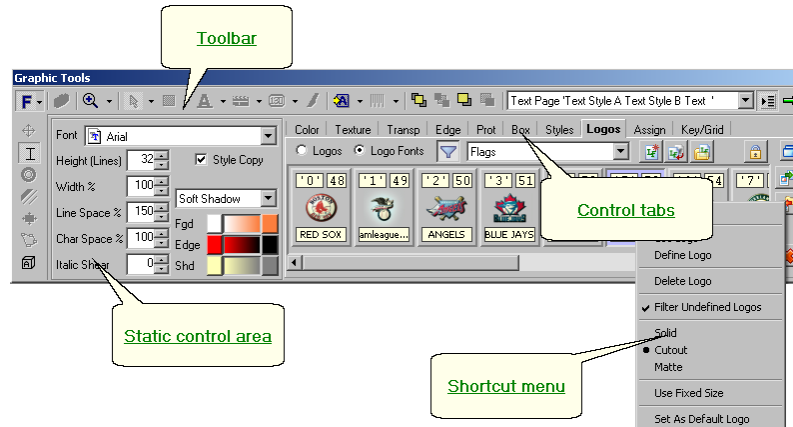 Toolbar
Graphic Tools
F
A
Text Page 'Text Style A Text Style B Text '
Font Arial
Height (Lines) 32 Style Copy
Width % 100
Soft Shadow
Line Space % 150
Fgd
Char Space % 100
Edge
Italic Shear 0
Shd
Color Texture Transp Edge Prot Box Styles Logos Assign Key/Grid
Logos Logo Fonts Flags
'0' 48 '1' 49 '2' 50 '3' 51 54 '7'
RED SOX amleague... ANGELS BLUE JAYS
Control tabs
Define Logo
Delete Logo
Filter Undefined Logos
Solid
Cutout
Matte
Use Fixed Size
Set As Default Logo
Static control area
Shortcut menu